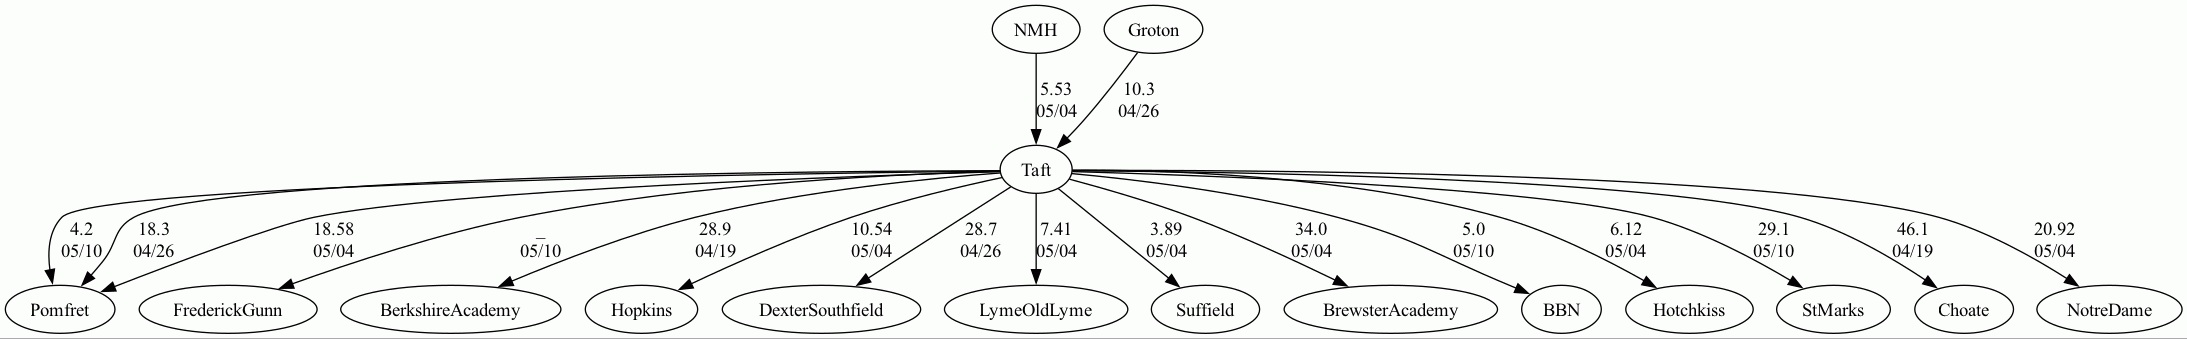 NMH
Groton
5.53
05/04
10.3
04/26
Taft
4.2
05/10
18.3
04/26
18.58
05/04
_
05/10
28.9
04/19
10.54
05/04
28.7
04/26
7.41
05/04
3.89
05/04
34.0
05/04
5.0
05/10
6.12
05/04
29.1
05/10
46.1
04/19
20.92
05/04
Pomfret
FrederickGunn
BerkshireAcademy
Hopkins
DexterSouthfield
LymeOldLyme
Suffield
BrewsterAcademy
BBN
Hotchkiss
StMarks
Choate
NotreDame